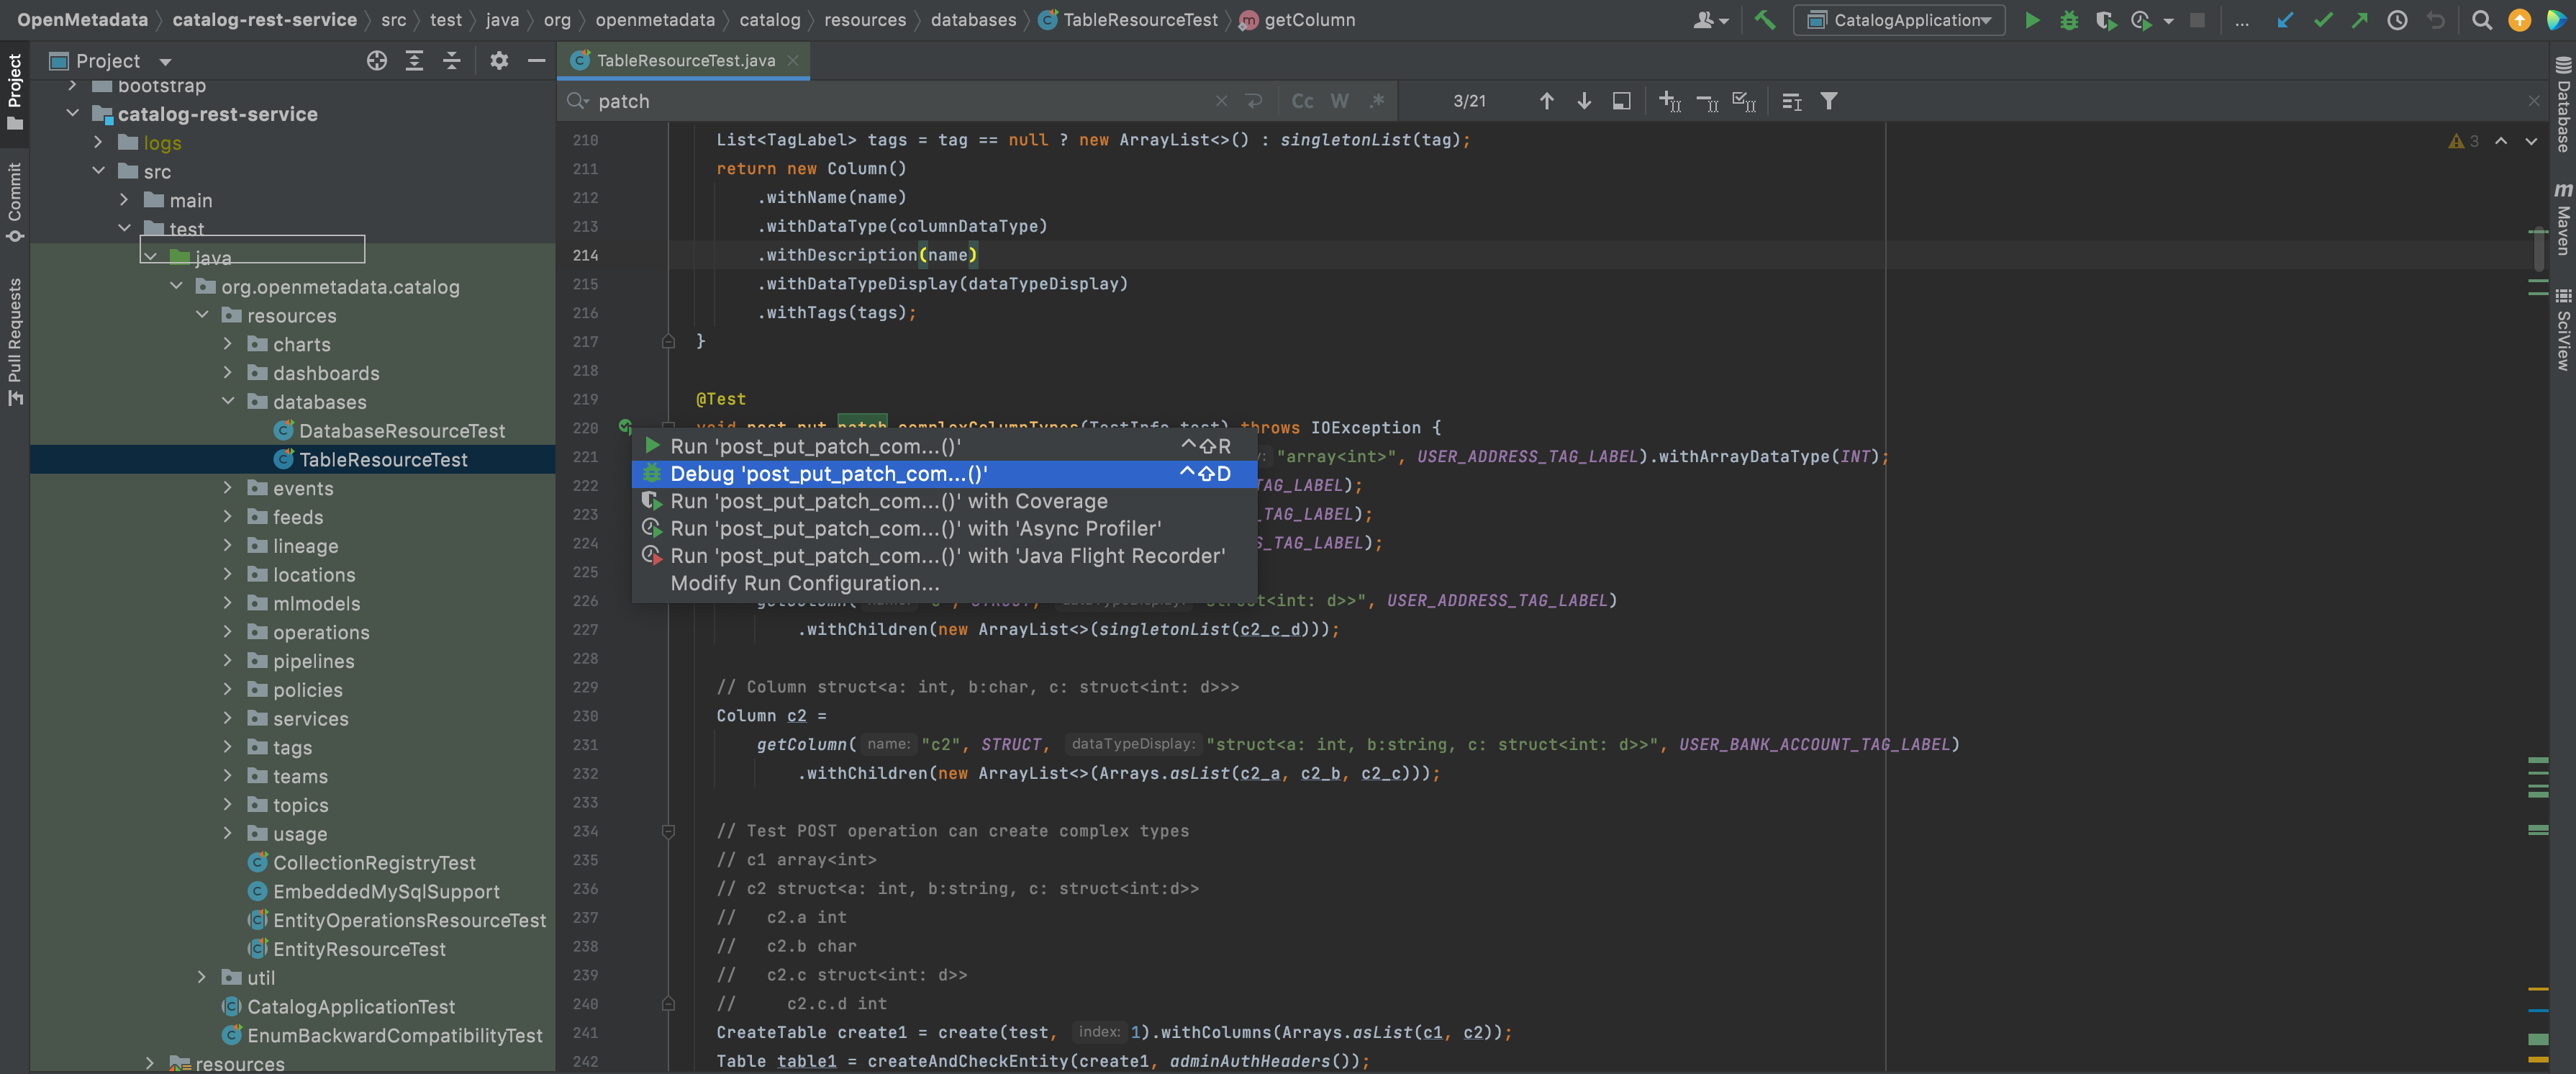 OpenMetadata catalog-rest-service src test java org openmetadata catalog resources databases TableResourceTest getColumn
CatalogApplication
...
Project
Commit
Pull Requests
Project
bootstrap
catalog-rest-service
logs
src
main
test
java
org.openmetadata.catalog
resources
charts
dashboards
databases
DatabaseResourceTest
TableResourceTest
events
feeds
lineage
locations
mlmodels
operations
pipelines
policies
services
tags
teams
topics
usage
CollectionRegistryTest
EmbeddedMySqlSupport
EntityOperationsResourceTest
EntityResourceTest
util
CatalogApplicationTest
EnumBackwardCompatibilityTest
resources
TableResourceTest.java
patch Cc W .* 3/21
3
210 List<TagLabel> tags = tag == null ? new ArrayList<>() : singletonList(tag);
211 return new Column()
212 .withName(name)
213 .withDataType(columnDataType)
214 .withDescription(name)
215 .withDataTypeDisplay(dataTypeDisplay)
216 .withTags(tags);
217 }
218
219 @Test
220 void post_put_patch_complexColumnTypes(TestInfo test) throws IOException {
221 "array<int>", USER_ADDRESS_TAG_LABEL).withArrayDataType(INT);
222 TAG_LABEL);
223 _TAG_LABEL);
224 S_TAG_LABEL);
225
226 getColumn( STRUCT, dataTypeDisplay: "struct<int: d>>", USER_ADDRESS_TAG_LABEL)
227 .withChildren(new ArrayList<>(singletonList(c2_c_d)));
228
229 // Column struct<a: int, b:char, c: struct<int: d>>>
230 Column c2 =
231 getColumn( name: "c2", STRUCT, dataTypeDisplay: "struct<a: int, b:string, c: struct<int: d>>", USER_BANK_ACCOUNT_TAG_LABEL)
232 .withChildren(new ArrayList<>(Arrays.asList(c2_a, c2_b, c2_c)));
233
234 // Test POST operation can create complex types
235 // c1 array<int>
236 // c2 struct<a: int, b:string, c: struct<int:d>>
237 // c2.a int
238 // c2.b char
239 // c2.c struct<int: d>>
240 // c2.c.d int
241 CreateTable create1 = create(test, index: 1).withColumns(Arrays.asList(c1, c2));
242 Table table1 = createAndCheckEntity(create1, adminAuthHeaders());
Run 'post_put_patch_com...()' ^⇧R
Debug 'post_put_patch_com...()' ^⇧D
Run 'post_put_patch_com...()' with Coverage
Run 'post_put_patch_com...()' with 'Async Profiler'
Run 'post_put_patch_com...()' with 'Java Flight Recorder'
Modify Run Configuration...
Database
m Maven
SciView